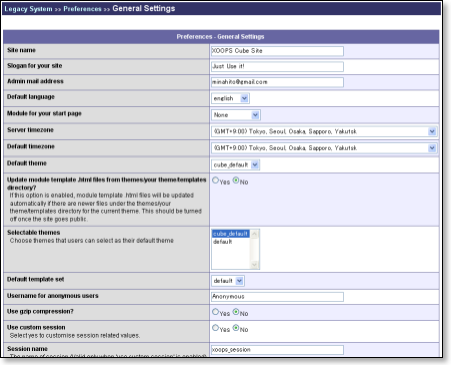 Legacy System >> Preferences >> General Settings
Preferences - General Settings
Site name XOOPS Cube Site
Slogan for your site Just Use it!
Admin mail address minahito@gmail.com
Default language english
Module for your start page None
Server timezone (GMT+9:00) Tokyo, Seoul, Osaka, Sapporo, Yakutsk
Default timezone (GMT+9:00) Tokyo, Seoul, Osaka, Sapporo, Yakutsk
Default theme cube_default
Update module template .html files from themes/your theme/templates
directory? Yes No
If this option is enabled, module template .html files will be updated
automatically if there are newer files under the themes/your
theme/templates directory for the current theme. This should be turned
off once the site goes public.
Selectable themes cube_default
Choose themes that users can select as their default theme default
Default template set default
Username for anonymous users Anonymous
Use gzip compression? Yes No
Use custom session Yes No
Select yes to customise session related values.
Session name xoops_session
The name of session (Valid only when 'use custom session' is enabled)